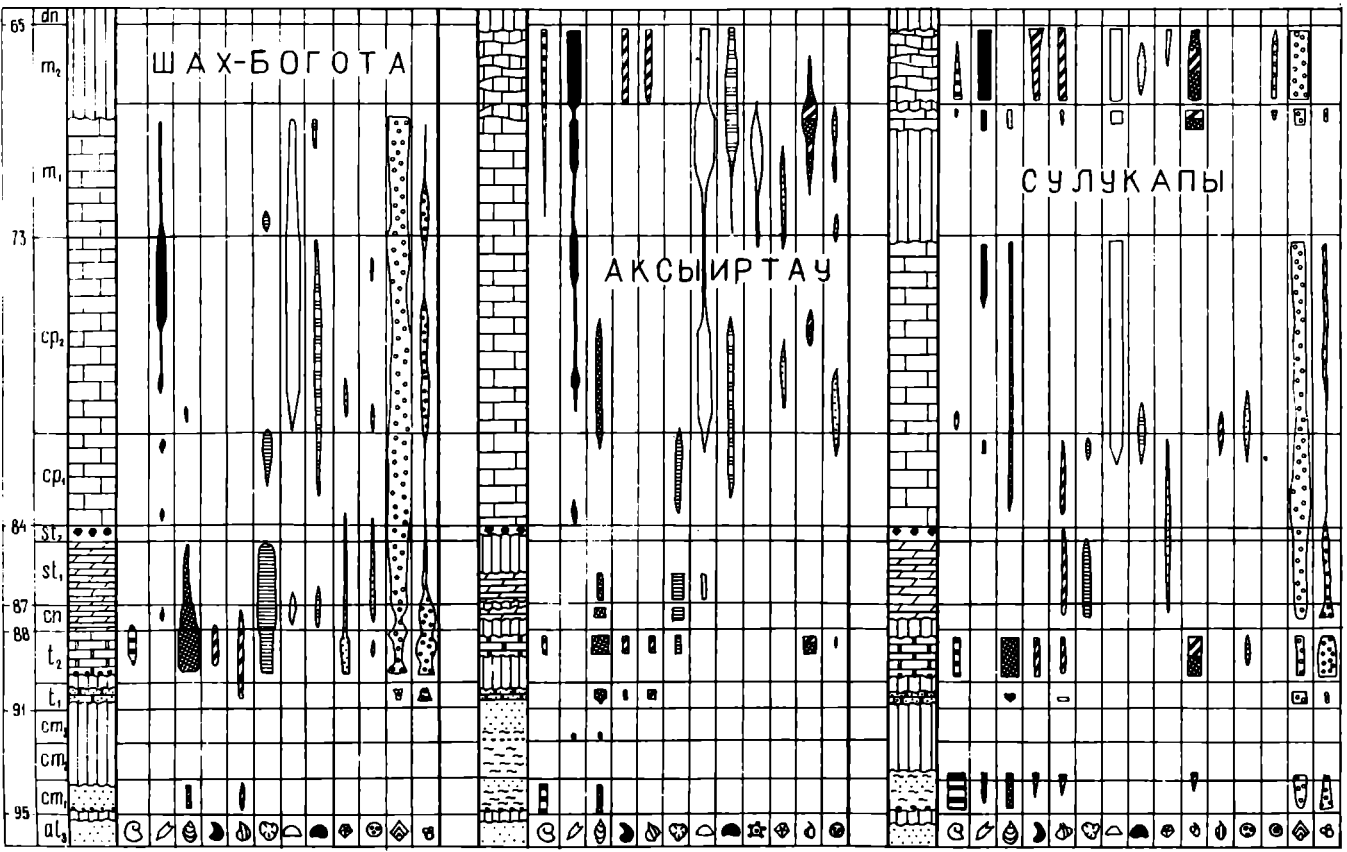 dn
65
m₂
ШАХ-БОГОТА
m₁
СУЛУКАПЫ
73
АКСЫИРТАУ
cp₂
cp₁
84
st₂
st₁
87
cn
88
t₂
t₁
91
cm₃
cm₂
cm₁
95
al₃